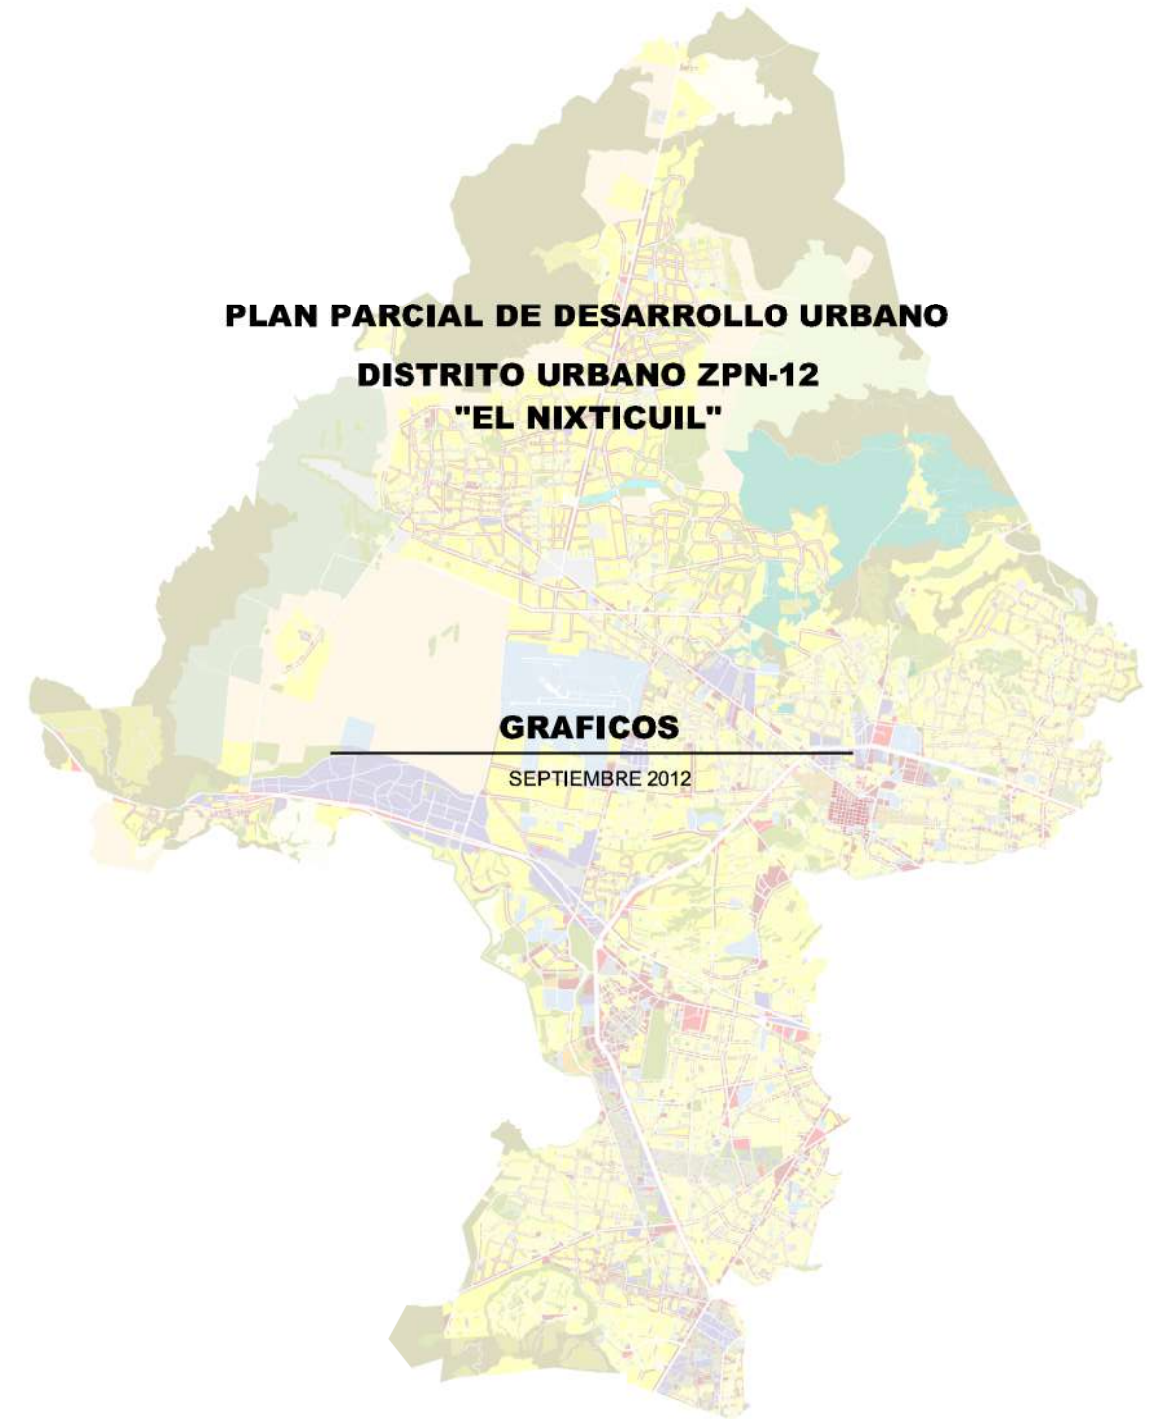 PLAN PARCIAL DE DESARROLLO URBANO
DISTRITO URBANO ZPN-12
"EL NIXTICUIL"
GRAFICOS
SEPTIEMBRE 2012